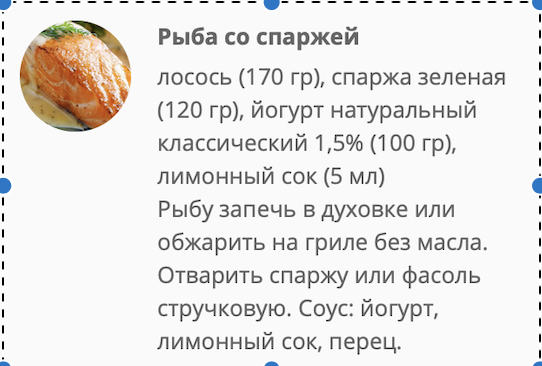 Рыба со спаржей
лосось (170 гр), спаржа зеленая
(120 гр), йогурт натуральный
классический 1,5% (100 гр),
лимонный сок (5 мл)
Рыбу запечь в духовке или
обжарить на гриле без масла.
Отварить спаржу или фасоль
стручковую. Соус: йогурт,
лимонный сок, перец.